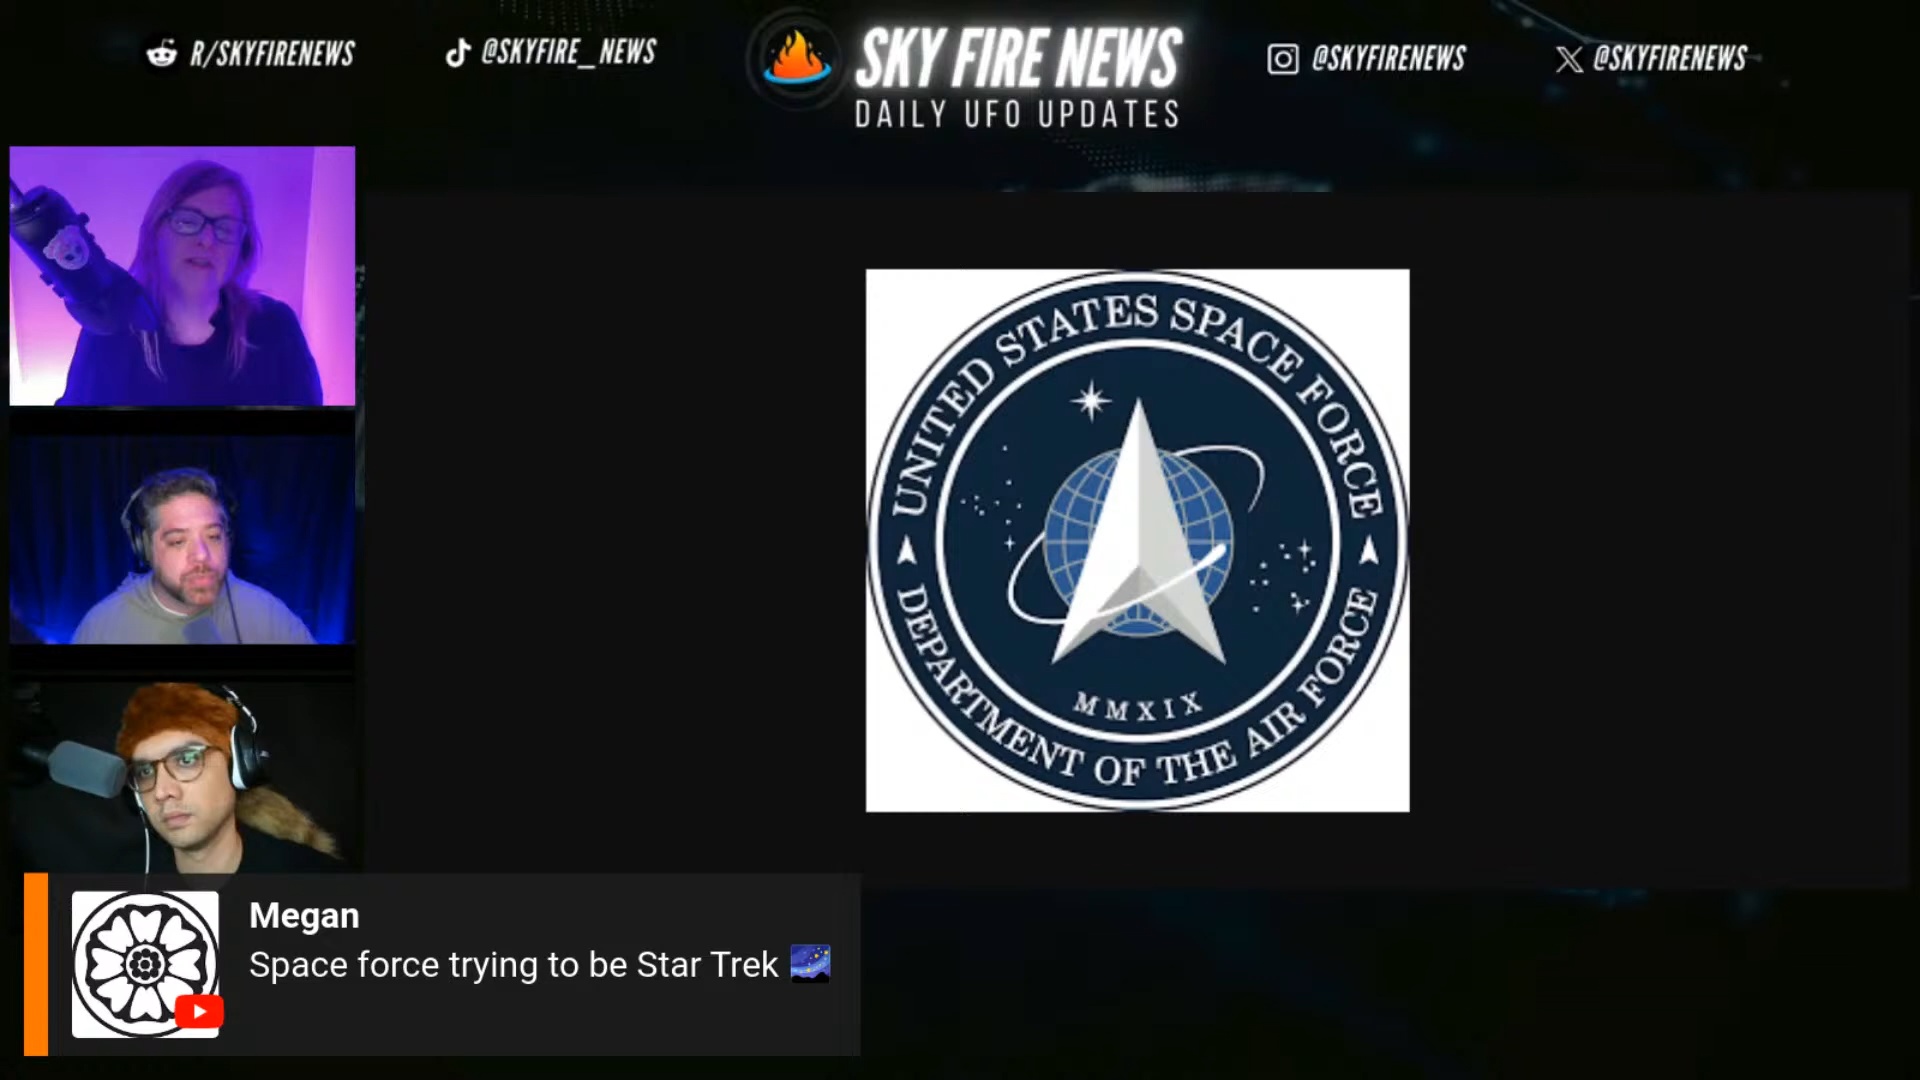 R/SKYFIRENEWS
@SKYFIRE_NEWS
SKY FIRE NEWS
DAILY UFO UPDATES
@SKYFIRENEWS
@SKYFIRENEWS
UNITED STATES SPACE FORCE
MMXIX
DEPARTMENT OF THE AIR FORCE
Megan
Space force trying to be Star Trek 🌌